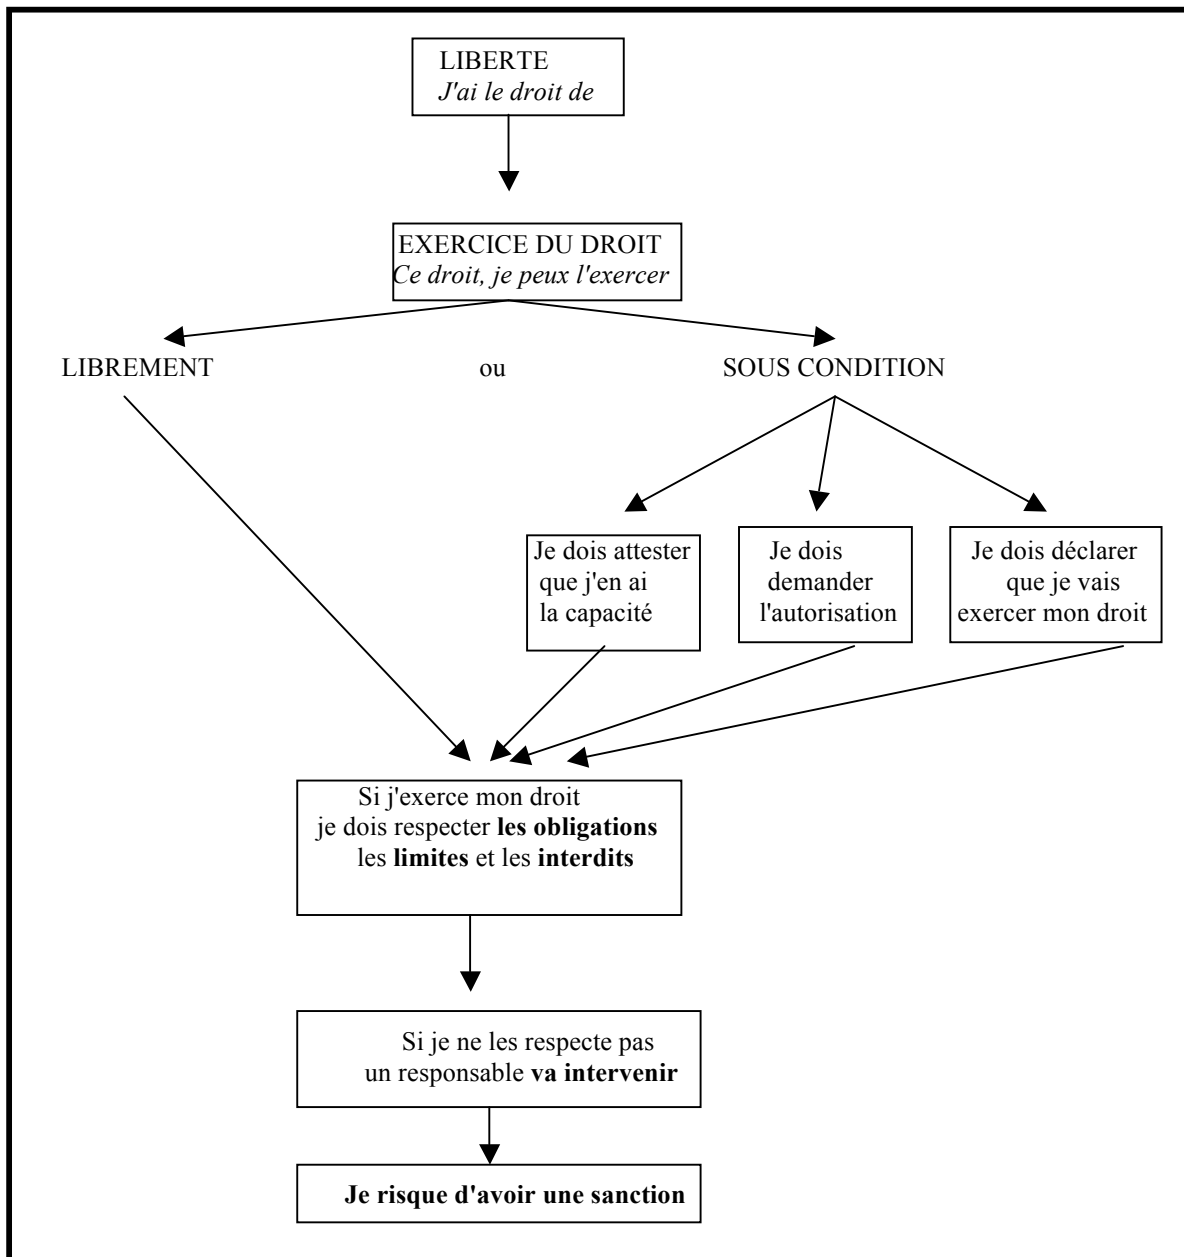 LIBERTE
J'ai le droit de
EXERCICE DU DROIT
Ce droit, je peux l'exercer
LIBREMENT ou SOUS CONDITION
Je dois attester
que j'en ai
la capacité
Je dois
demander
l'autorisation
Je dois déclarer
que je vais
exercer mon droit
Si j'exerce mon droit
je dois respecter les obligations
les limites et les interdits
Si je ne les respecte pas
un responsable va intervenir
Je risque d'avoir une sanction